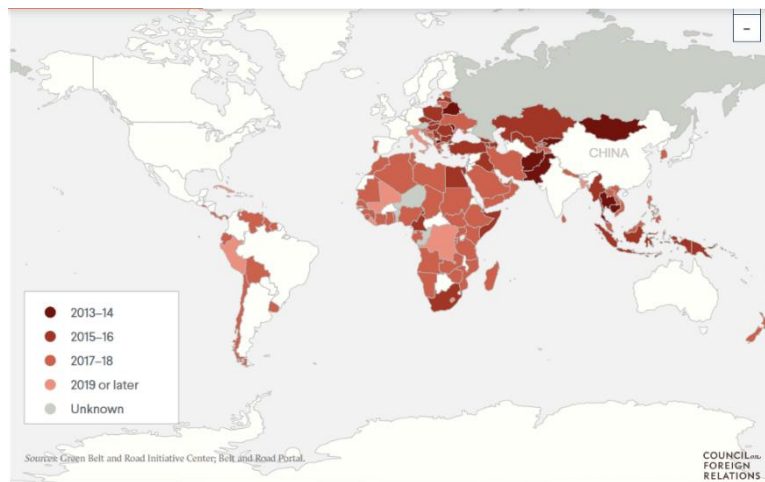 –
CHINA
2013–14
2015–16
2017–18
2019 or later
Unknown
Sources: Green Belt and Road Initiative Center; Belt and Road Portal.
COUNCIL on
FOREIGN
RELATIONS